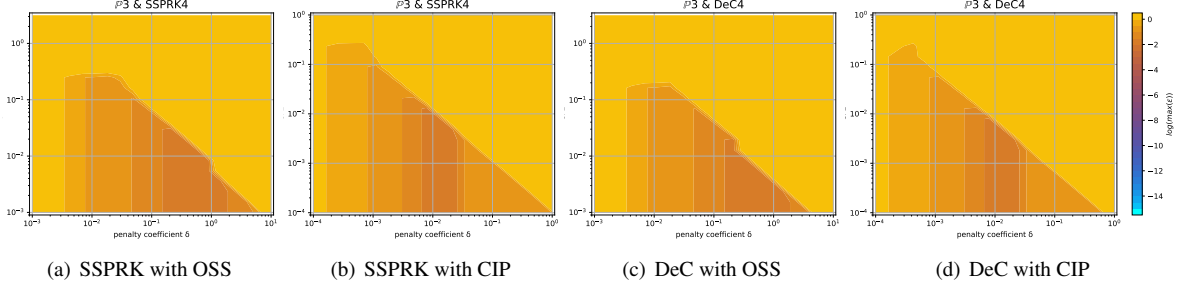 ℙ3 & SSPRK4
10⁰
10⁻¹
10⁻²
10⁻³
10⁻³ 10⁻² 10⁻¹ 10⁰ 10¹
penalty coefficient δ
ℙ3 & SSPRK4
10⁰
10⁻¹
10⁻²
10⁻³
10⁻⁴
10⁻⁴ 10⁻³ 10⁻² 10⁻¹ 10⁰
penalty coefficient δ
ℙ3 & DeC4
10⁰
10⁻¹
10⁻²
10⁻³
10⁻³ 10⁻² 10⁻¹ 10⁰ 10¹
penalty coefficient δ
ℙ3 & DeC4
10⁰
10⁻¹
10⁻²
10⁻³
10⁻⁴
10⁻⁴ 10⁻³ 10⁻² 10⁻¹ 10⁰
penalty coefficient δ
0
−2
−4
−6
−8
−10
−12
−14
log(max(ε))
(a) SSPRK with OSS
(b) SSPRK with CIP
(c) DeC with OSS
(d) DeC with CIP